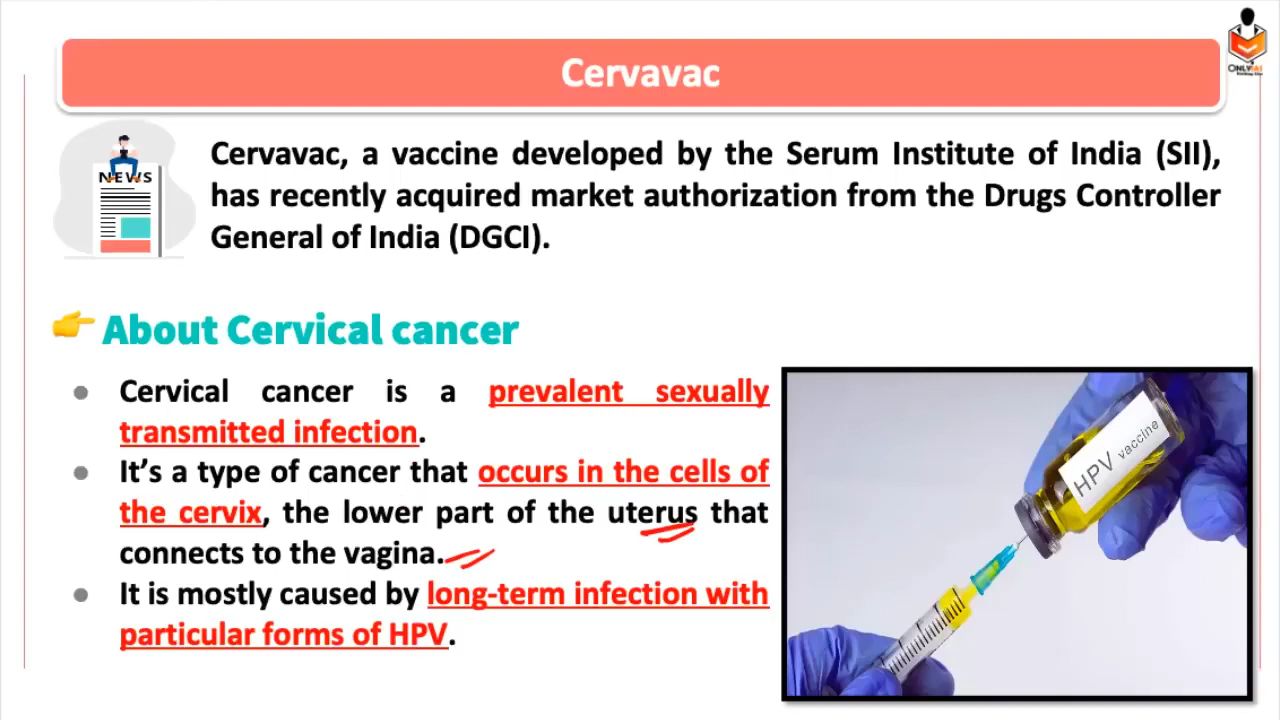 Cervavac
ONLYIAS
NEWS
Cervavac, a vaccine developed by the Serum Institute of India (SII),
has recently acquired market authorization from the Drugs Controller
General of India (DGCI).
About Cervical cancer
Cervical cancer is a prevalent sexually
transmitted infection.
It's a type of cancer that occurs in the cells of
the cervix, the lower part of the uterus that
connects to the vagina.
It is mostly caused by long-term infection with
particular forms of HPV.
HPV vaccine